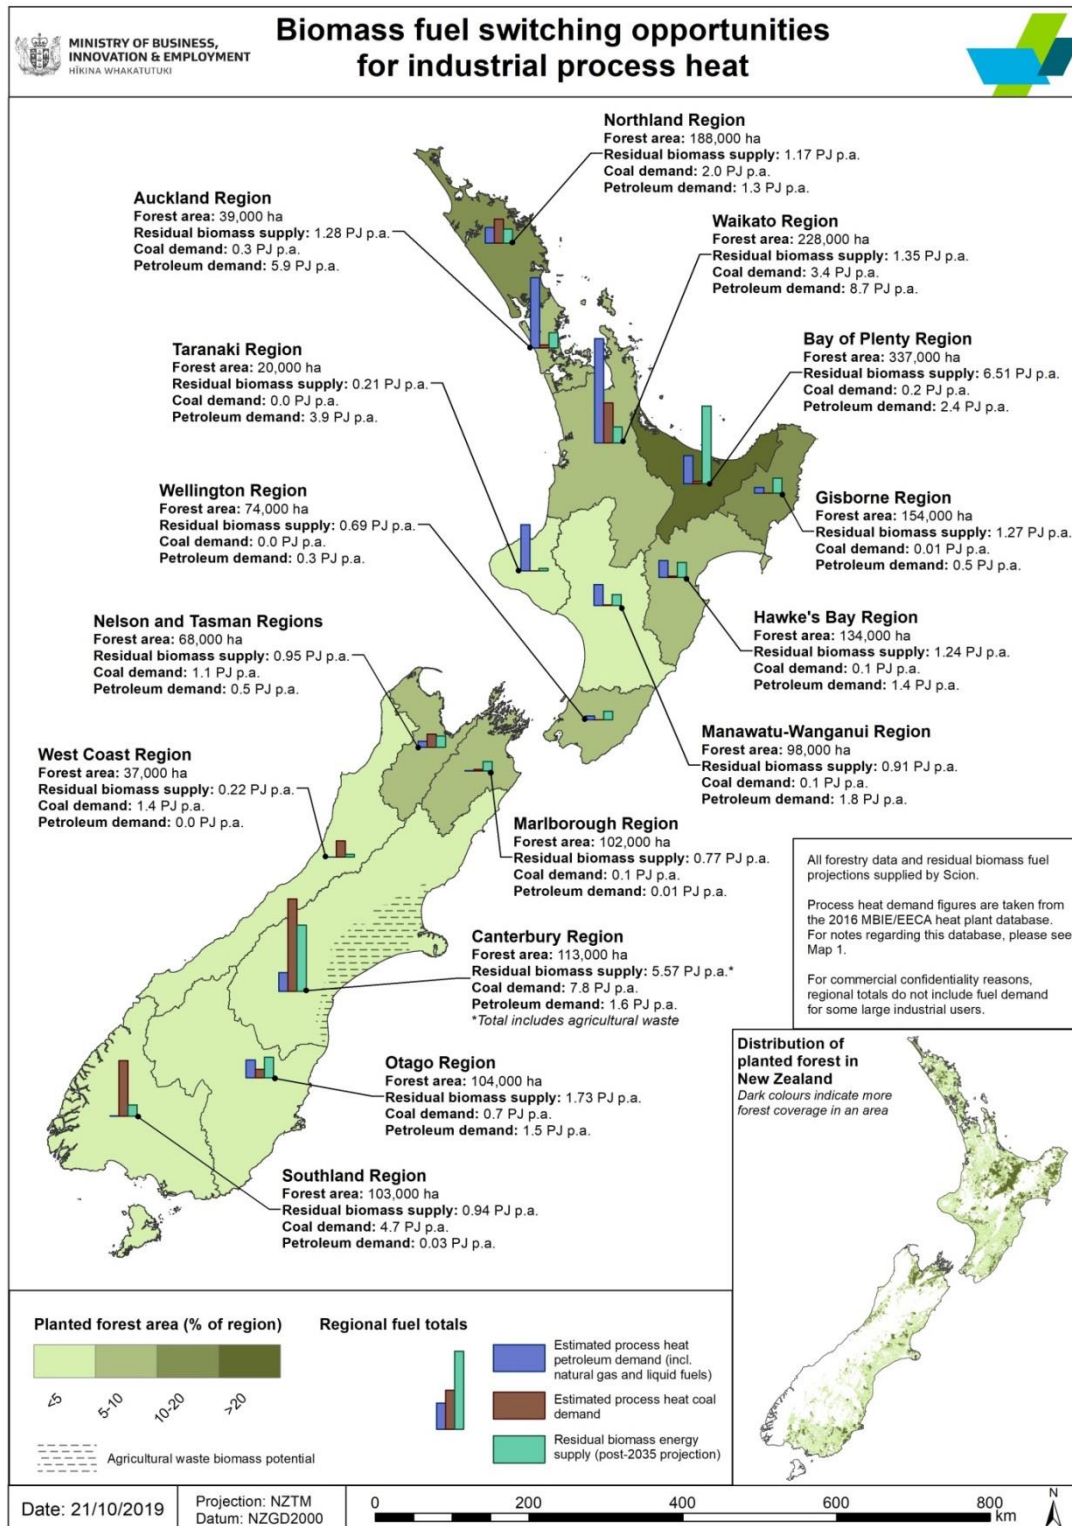 MINISTRY OF BUSINESS,
INNOVATION & EMPLOYMENT
HĪKINA WHAKATUTUKI
Biomass fuel switching opportunities
for industrial process heat
Northland Region
Forest area: 188,000 ha
Residual biomass supply: 1.17 PJ p.a.
Coal demand: 2.0 PJ p.a.
Petroleum demand: 1.3 PJ p.a.
Auckland Region
Forest area: 39,000 ha
Residual biomass supply: 1.28 PJ p.a.
Coal demand: 0.3 PJ p.a.
Petroleum demand: 5.9 PJ p.a.
Waikato Region
Forest area: 228,000 ha
Residual biomass supply: 1.35 PJ p.a.
Coal demand: 3.4 PJ p.a.
Petroleum demand: 8.7 PJ p.a.
Taranaki Region
Forest area: 20,000 ha
Residual biomass supply: 0.21 PJ p.a.
Coal demand: 0.0 PJ p.a.
Petroleum demand: 3.9 PJ p.a.
Bay of Plenty Region
Forest area: 337,000 ha
Residual biomass supply: 6.51 PJ p.a.
Coal demand: 0.2 PJ p.a.
Petroleum demand: 2.4 PJ p.a.
Wellington Region
Forest area: 74,000 ha
Residual biomass supply: 0.69 PJ p.a.
Coal demand: 0.0 PJ p.a.
Petroleum demand: 0.3 PJ p.a.
Gisborne Region
Forest area: 154,000 ha
Residual biomass supply: 1.27 PJ p.a.
Coal demand: 0.01 PJ p.a.
Petroleum demand: 0.5 PJ p.a.
Nelson and Tasman Regions
Forest area: 68,000 ha
Residual biomass supply: 0.95 PJ p.a.
Coal demand: 1.1 PJ p.a.
Petroleum demand: 0.5 PJ p.a.
Hawke's Bay Region
Forest area: 134,000 ha
Residual biomass supply: 1.24 PJ p.a.
Coal demand: 0.1 PJ p.a.
Petroleum demand: 1.4 PJ p.a.
West Coast Region
Forest area: 37,000 ha
Residual biomass supply: 0.22 PJ p.a.
Coal demand: 1.4 PJ p.a.
Petroleum demand: 0.0 PJ p.a.
Manawatu-Wanganui Region
Forest area: 98,000 ha
Residual biomass supply: 0.91 PJ p.a.
Coal demand: 0.1 PJ p.a.
Petroleum demand: 1.8 PJ p.a.
Marlborough Region
Forest area: 102,000 ha
Residual biomass supply: 0.77 PJ p.a.
Coal demand: 0.1 PJ p.a.
Petroleum demand: 0.01 PJ p.a.
Canterbury Region
Forest area: 113,000 ha
Residual biomass supply: 5.57 PJ p.a.*
Coal demand: 7.8 PJ p.a.
Petroleum demand: 1.6 PJ p.a.
*Total includes agricultural waste
Otago Region
Forest area: 104,000 ha
Residual biomass supply: 1.73 PJ p.a.
Coal demand: 0.7 PJ p.a.
Petroleum demand: 1.5 PJ p.a.
Southland Region
Forest area: 103,000 ha
Residual biomass supply: 0.94 PJ p.a.
Coal demand: 4.7 PJ p.a.
Petroleum demand: 0.03 PJ p.a.
All forestry data and residual biomass fuel
projections supplied by Scion.
Process heat demand figures are taken from
the 2016 MBIE/EECA heat plant database.
For notes regarding this database, please see
Map 1.
For commercial confidentiality reasons,
regional totals do not include fuel demand
for some large industrial users.
Distribution of
planted forest in
New Zealand
Dark colours indicate more
forest coverage in an area
Planted forest area (% of region)
<5
5-10
10-20
>20
Agricultural waste biomass potential
Regional fuel totals
Estimated process heat
petroleum demand (incl.
natural gas and liquid fuels)
Estimated process heat coal
demand
Residual biomass energy
supply (post-2035 projection)
Date: 21/10/2019
Projection: NZTM
Datum: NZGD2000
0 200 400 600 800
km
N